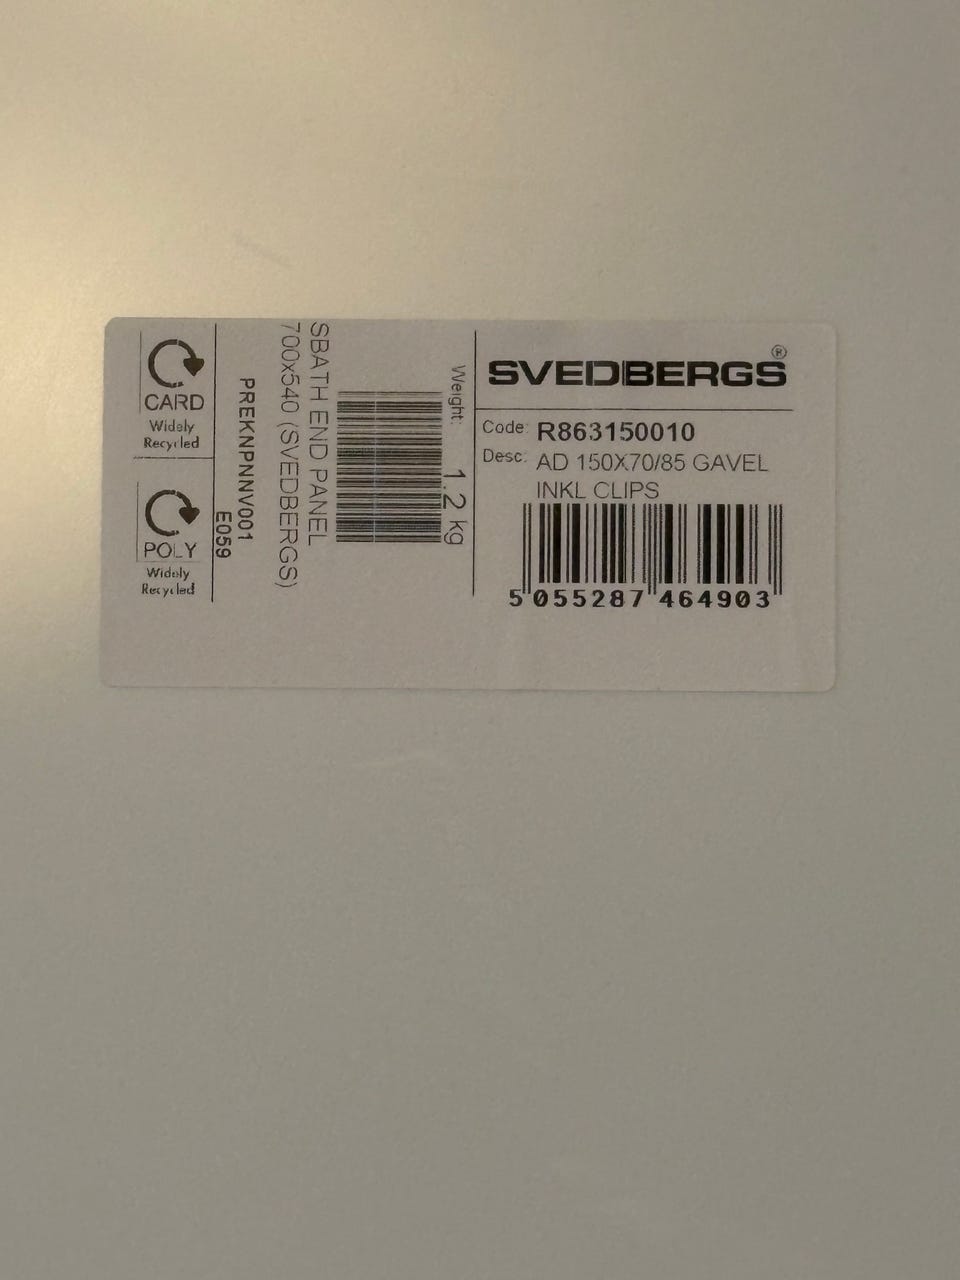 SVEDBERGS®
Code: R863150010
Desc: AD 150X70/85 GAVEL
INKL CLIPS
5 055287 464903
Weight: 1.2 kg
SBATH END PANEL
700x540 (SVEDBERGS)
PREKNPNNV001
E059
CARD
Widely
Recycled
POLY
Widely
Recycled